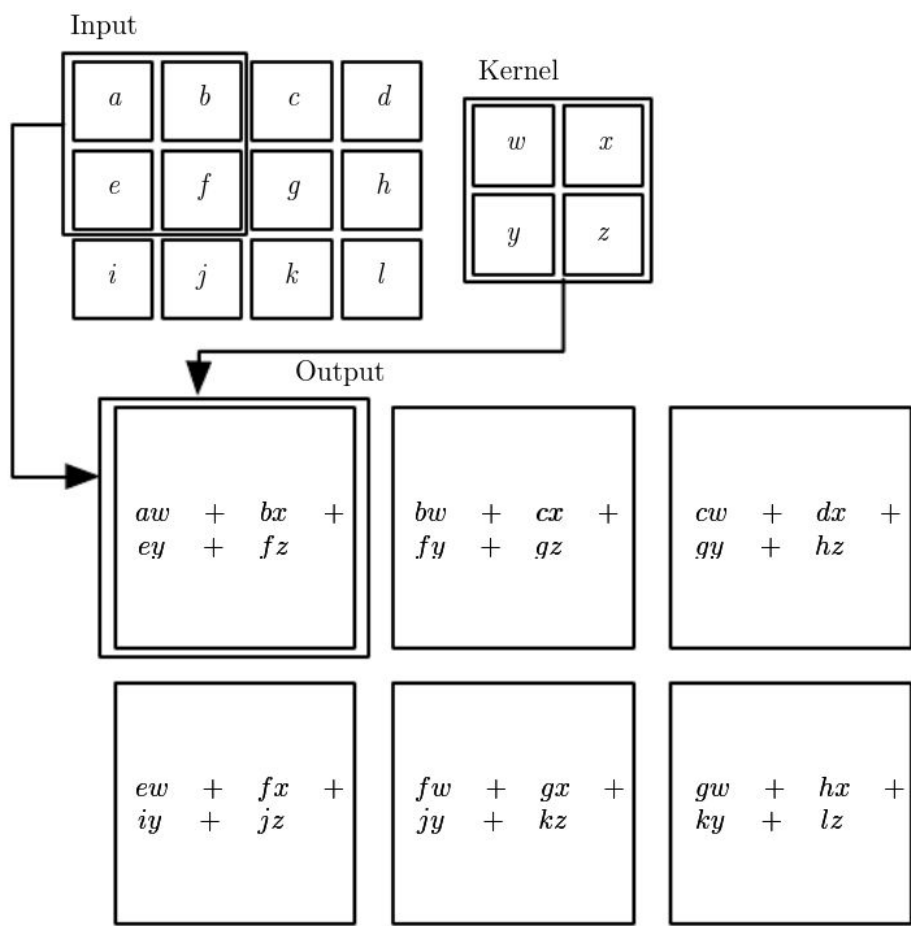 Input
Kernel
a b c d
w x
e f g h
y z
i j k l
Output
aw + bx +
ey + fz
bw + cx +
fy + gz
cw + dx +
gy + hz
ew + fx +
iy + jz
fw + gx +
jy + kz
gw + hx +
ky + lz